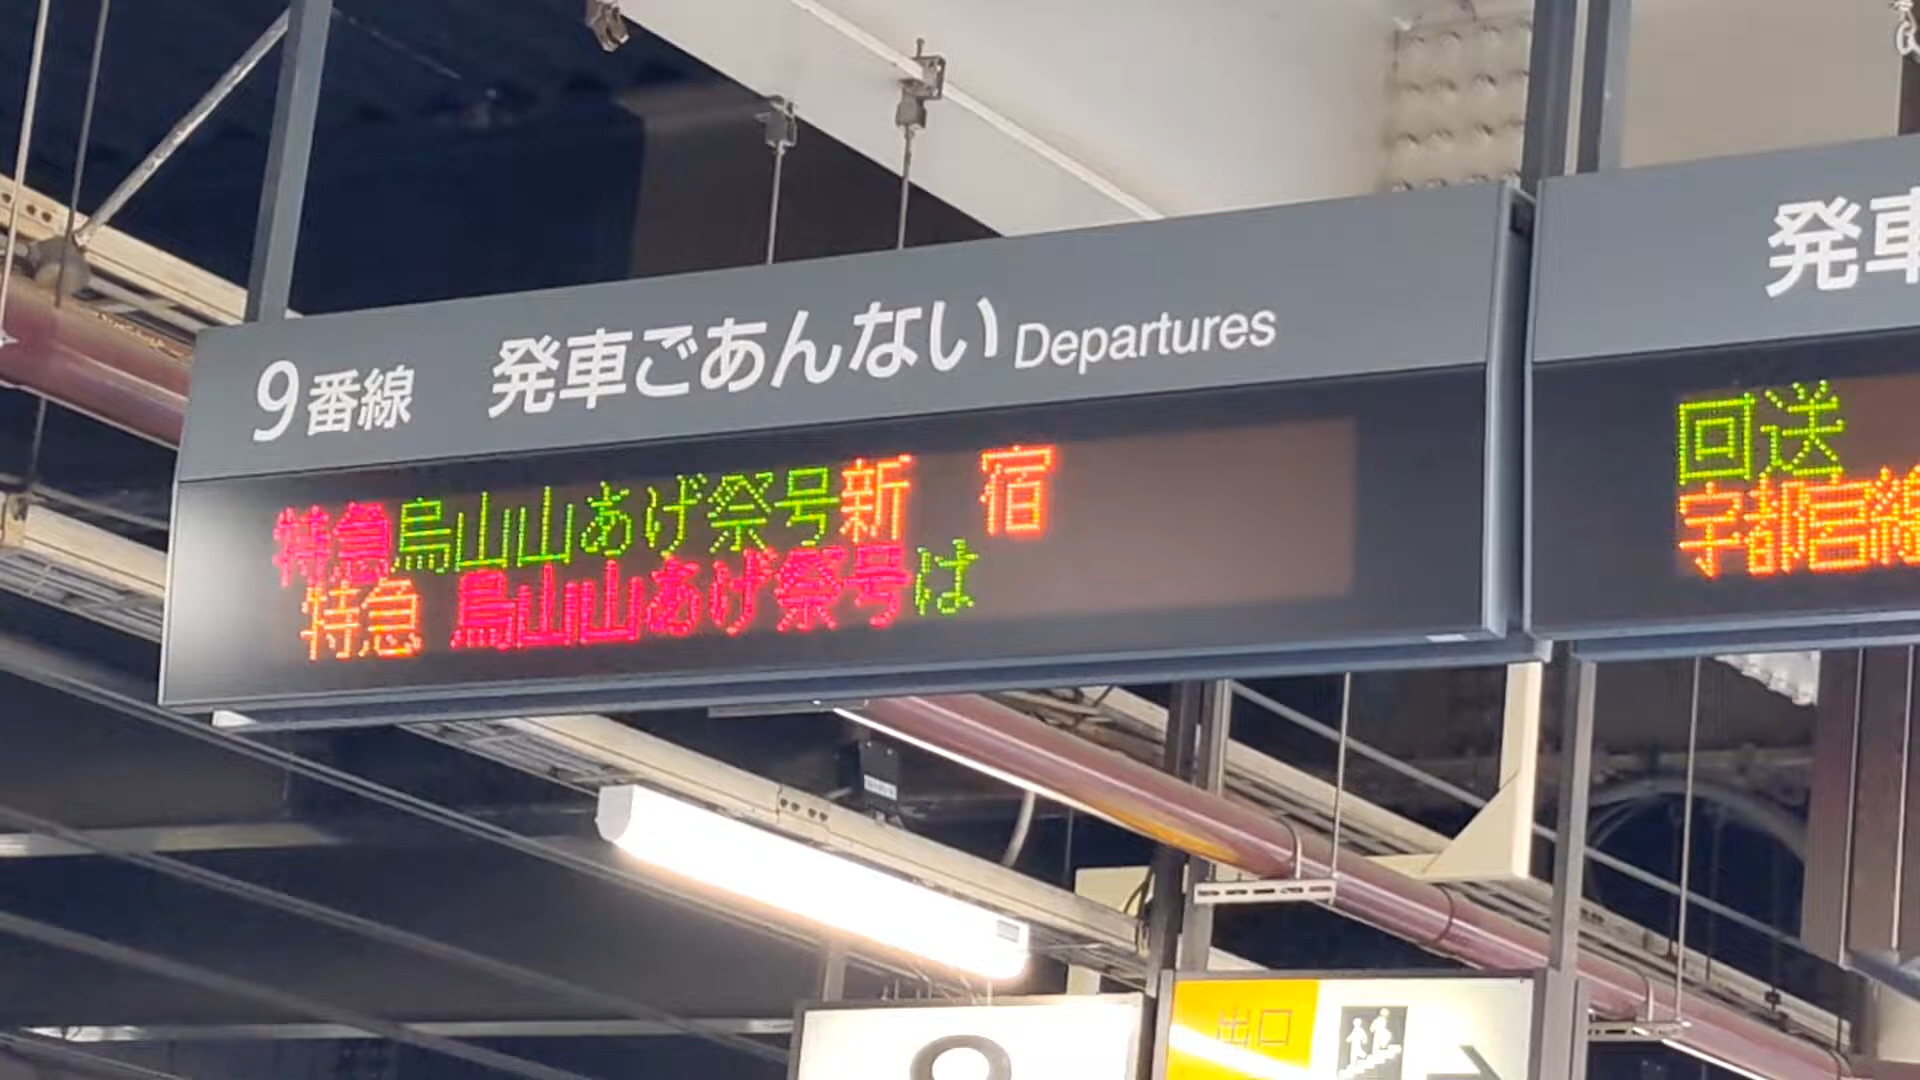 9番線 発車ごあんない Departures
特急烏山山あげ祭号新 宿
特急 烏山山あげ祭号は
発車
回送
宇都宮線
出口